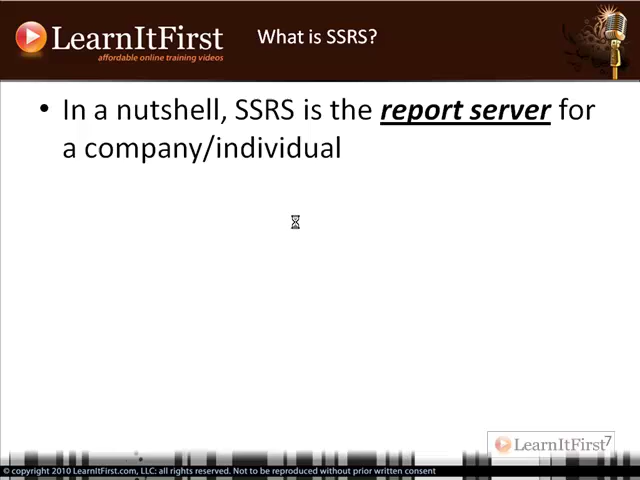 LearnItFirst
affordable online training videos
What is SSRS?
• In a nutshell, SSRS is the report server for
a company/individual
LearnItFirst 7
© copyright 2010 LearnItFirst.com, LLC: all rights reserved. Not to be reproduced without prior written consent